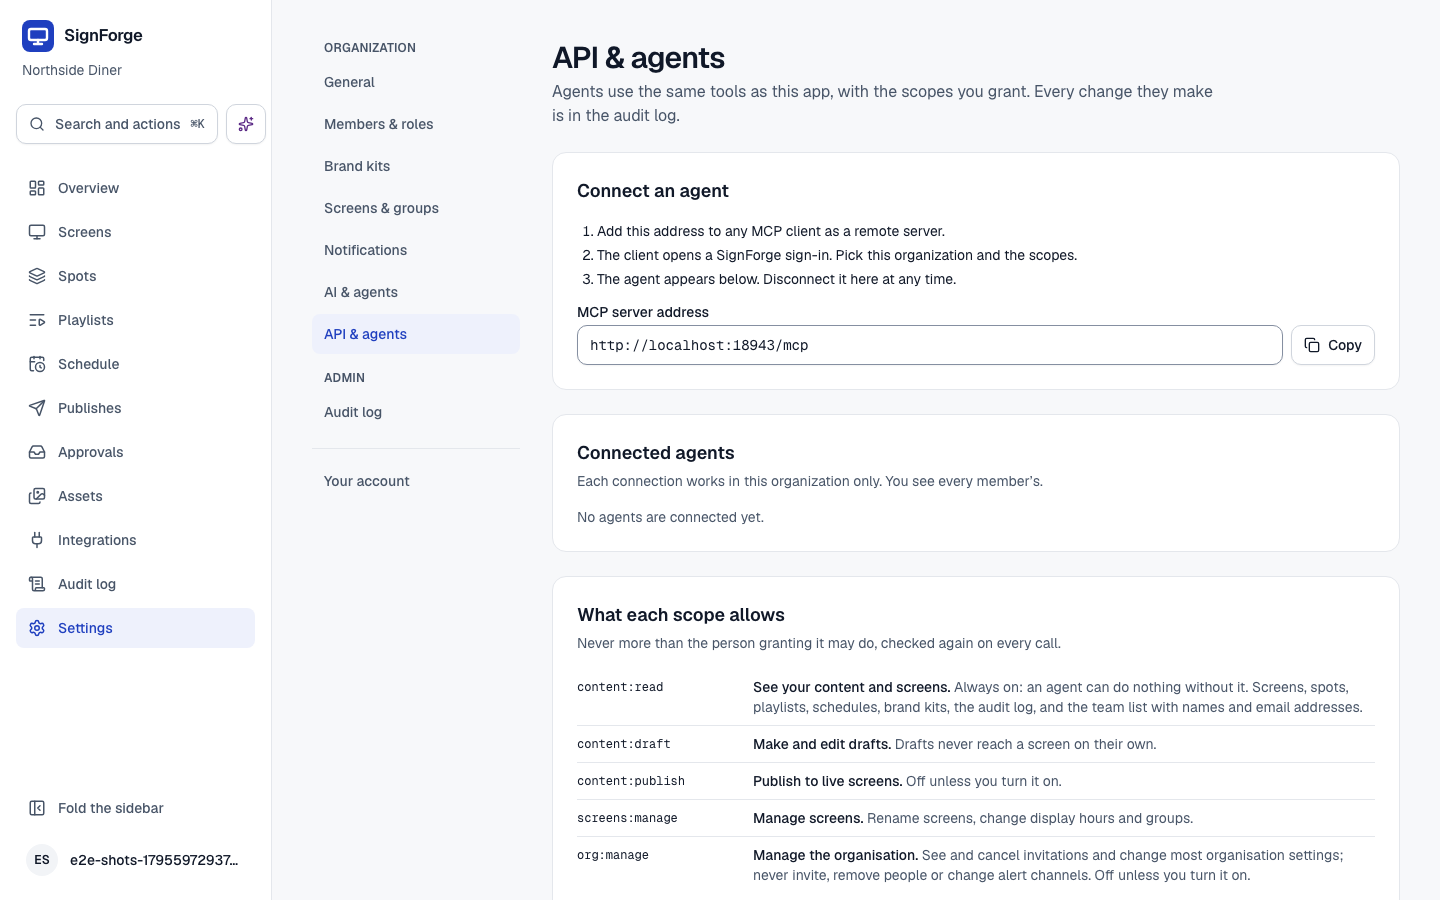 SignForge
Northside Diner
Search and actions ⌘K
Overview
Screens
Spots
Playlists
Schedule
Publishes
Approvals
Assets
Integrations
Audit log
Settings
Fold the sidebar
ES e2e-shots-17955972937...
ORGANIZATION
General
Members & roles
Brand kits
Screens & groups
Notifications
AI & agents
API & agents
ADMIN
Audit log
Your account
API & agents
Agents use the same tools as this app, with the scopes you grant. Every change they make
is in the audit log.
Connect an agent
1. Add this address to any MCP client as a remote server.
2. The client opens a SignForge sign-in. Pick this organization and the scopes.
3. The agent appears below. Disconnect it here at any time.
MCP server address
http://localhost:18943/mcp
Copy
Connected agents
Each connection works in this organization only. You see every member's.
No agents are connected yet.
What each scope allows
Never more than the person granting it may do, checked again on every call.
content:read See your content and screens. Always on: an agent can do nothing without it. Screens, spots,
playlists, schedules, brand kits, the audit log, and the team list with names and email addresses.
content:draft Make and edit drafts. Drafts never reach a screen on their own.
content:publish Publish to live screens. Off unless you turn it on.
screens:manage Manage screens. Rename screens, change display hours and groups.
org:manage Manage the organisation. See and cancel invitations and change most organisation settings;
never invite, remove people or change alert channels. Off unless you turn it on.